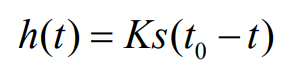 h(t) = Ks(t₀ − t)